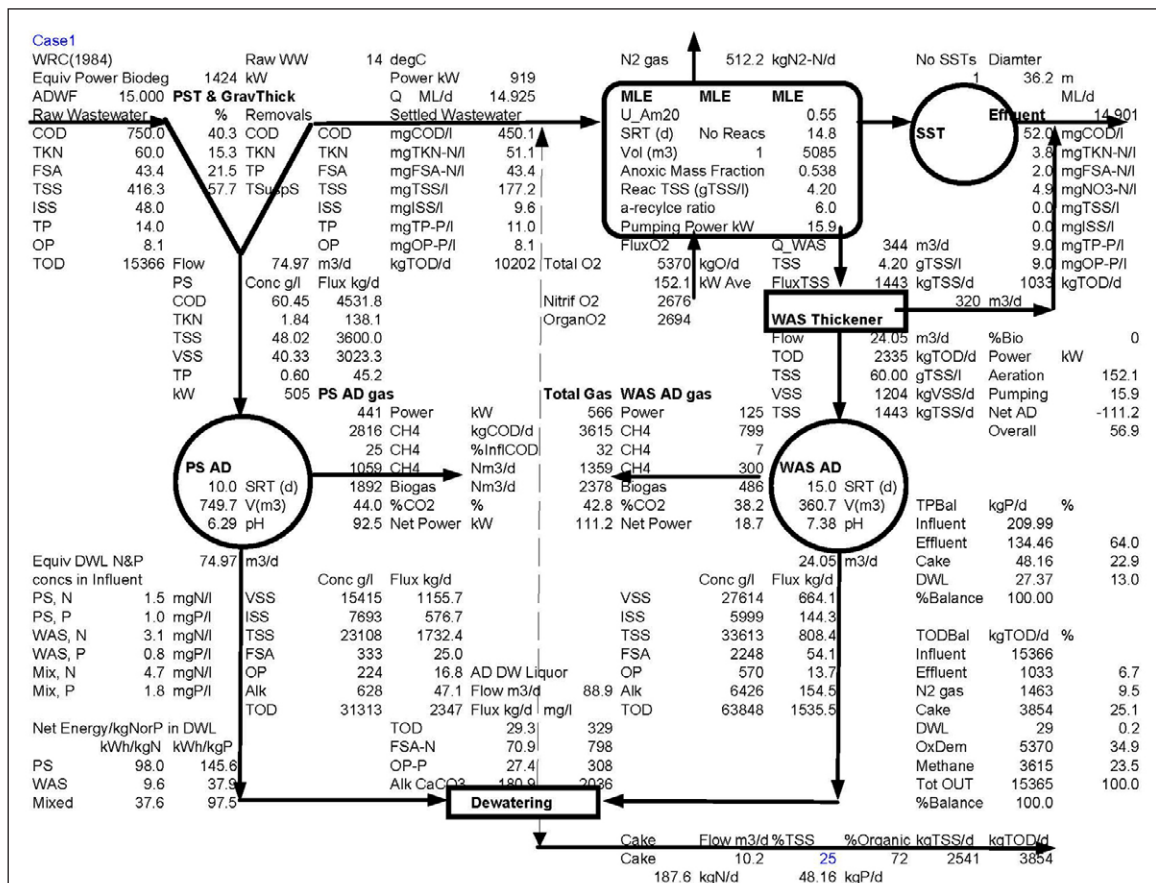 Case1
WRC(1984) Raw WW 14 degC N2 gas 512.2 kgN2-N/d No SSTs Diamter
Equiv Power Biodeg 1424 kW Power kW 919 1 36.2 m
ADWF 15.000 PST & GravThick Q ML/d 14.925 MLE MLE MLE ML/d
Raw Wastewater % Removals Settled Wastewater U_Am20 0.55 Effluent 14.901
COD 750.0 40.3 COD COD mgCOD/l 450.1 SRT (d) No Reacs 14.8 SST 52.0 mgCOD/l
TKN 60.0 15.3 TKN TKN mgTKN-N/l 51.1 Vol (m3) 1 5085 3.8 mgTKN-N/l
FSA 43.4 21.5 TP FSA mgFSA-N/l 43.4 Anoxic Mass Fraction 0.538 2.0 mgFSA-N/l
TSS 416.3 57.7 TSuspS TSS mgTSS/l 177.2 Reac TSS (gTSS/l) 4.20 4.9 mgNO3-N/l
ISS 48.0 ISS mgISS/l 9.6 a-recylce ratio 6.0 0.0 mgTSS/l
TP 14.0 TP mgTP-P/l 11.0 Pumping Power kW 15.9 0.0 mgISS/l
OP 8.1 OP mgOP-P/l 8.1 FluxO2 Q_WAS 344 m3/d 9.0 mgTP-P/l
TOD 15366 Flow 74.97 m3/d kgTOD/d 10202 Total O2 5370 kgO/d TSS 4.20 gTSS/l 9.0 mgOP-P/l
PS Conc g/l Flux kg/d 152.1 kW Ave FluxTSS 1443 kgTSS/d 1033 kgTOD/d
COD 60.45 4531.8 Nitrif O2 2676 320 m3/d
TKN 1.84 138.1 OrganO2 2694 WAS Thickener
TSS 48.02 3600.0 Flow 24.05 m3/d %Bio 0
VSS 40.33 3023.3 TOD 2335 kgTOD/d Power kW
TP 0.60 45.2 TSS 60.00 gTSS/l Aeration 152.1
kW 505 PS AD gas Total Gas WAS AD gas VSS 1204 kgVSS/d Pumping 15.9
441 Power kW 566 Power 125 TSS 1443 kgTSS/d Net AD -111.2
2816 CH4 kgCOD/d 3615 CH4 799 Overall 56.9
25 CH4 %InflCOD 32 CH4 7
PS AD 1059 CH4 Nm3/d 1359 CH4 300 WAS AD
10.0 SRT (d) 1892 Biogas Nm3/d 2378 Biogas 486 15.0 SRT (d)
749.7 V(m3) 44.0 %CO2 % 42.8 %CO2 38.2 360.7 V(m3) TPBal kgP/d %
6.29 pH 92.5 Net Power kW 111.2 Net Power 18.7 7.38 pH Influent 209.99
Effluent 134.46 64.0
Equiv DWL N&P 74.97 m3/d 24.05 m3/d Cake 48.16 22.9
concs in Influent Conc g/l Flux kg/d Conc g/l Flux kg/d DWL 27.37 13.0
PS, N 1.5 mgN/l VSS 15415 1155.7 VSS 27614 664.1 %Balance 100.00
PS, P 1.0 mgP/l ISS 7693 576.7 ISS 5999 144.3
WAS, N 3.1 mgN/l TSS 23108 1732.4 TSS 33613 808.4 TODBal kgTOD/d %
WAS, P 0.8 mgP/l FSA 333 25.0 FSA 2248 54.1 Influent 15366
Mix, N 4.7 mgN/l OP 224 16.8 AD DW Liquor OP 570 13.7 Effluent 1033 6.7
Mix, P 1.8 mgP/l Alk 628 47.1 Flow m3/d 88.9 Alk 6426 154.5 N2 gas 1463 9.5
TOD 31313 2347 Flux kg/d mg/l TOD 63848 1535.5 Cake 3854 25.1
Net Energy/kgNorP in DWL TOD 29.3 329 DWL 29 0.2
kWh/kgN kWh/kgP FSA-N 70.9 798 OxDem 5370 34.9
PS 98.0 145.6 OP-P 27.4 308 Methane 3615 23.5
WAS 9.6 37.9 Alk CaCO3 180.9 2036 Tot OUT 15365 100.0
Mixed 37.6 97.5 Dewatering %Balance 100.0
Cake Flow m3/d %TSS %Organic kgTSS/d kgTOD/d
Cake 10.2 25 72 2541 3854
187.6 kgN/d 48.16 kgP/d